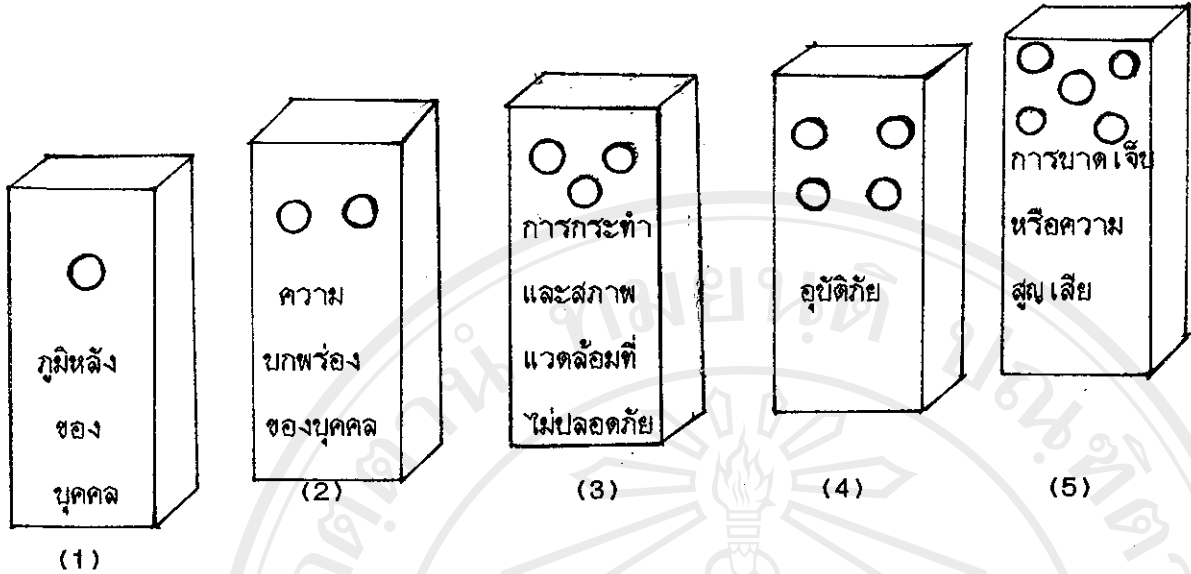 ภูมิหลัง
ของ
บุคคล
(1)
ความ
บกพร่อง
ของบุคคล
(2)
การกระทำ
และสภาพ
แวดล้อมที่
ไม่ปลอดภัย
(3)
อุบัติภัย
(4)
การบาดเจ็บ
หรือความ
สูญเสีย
(5)